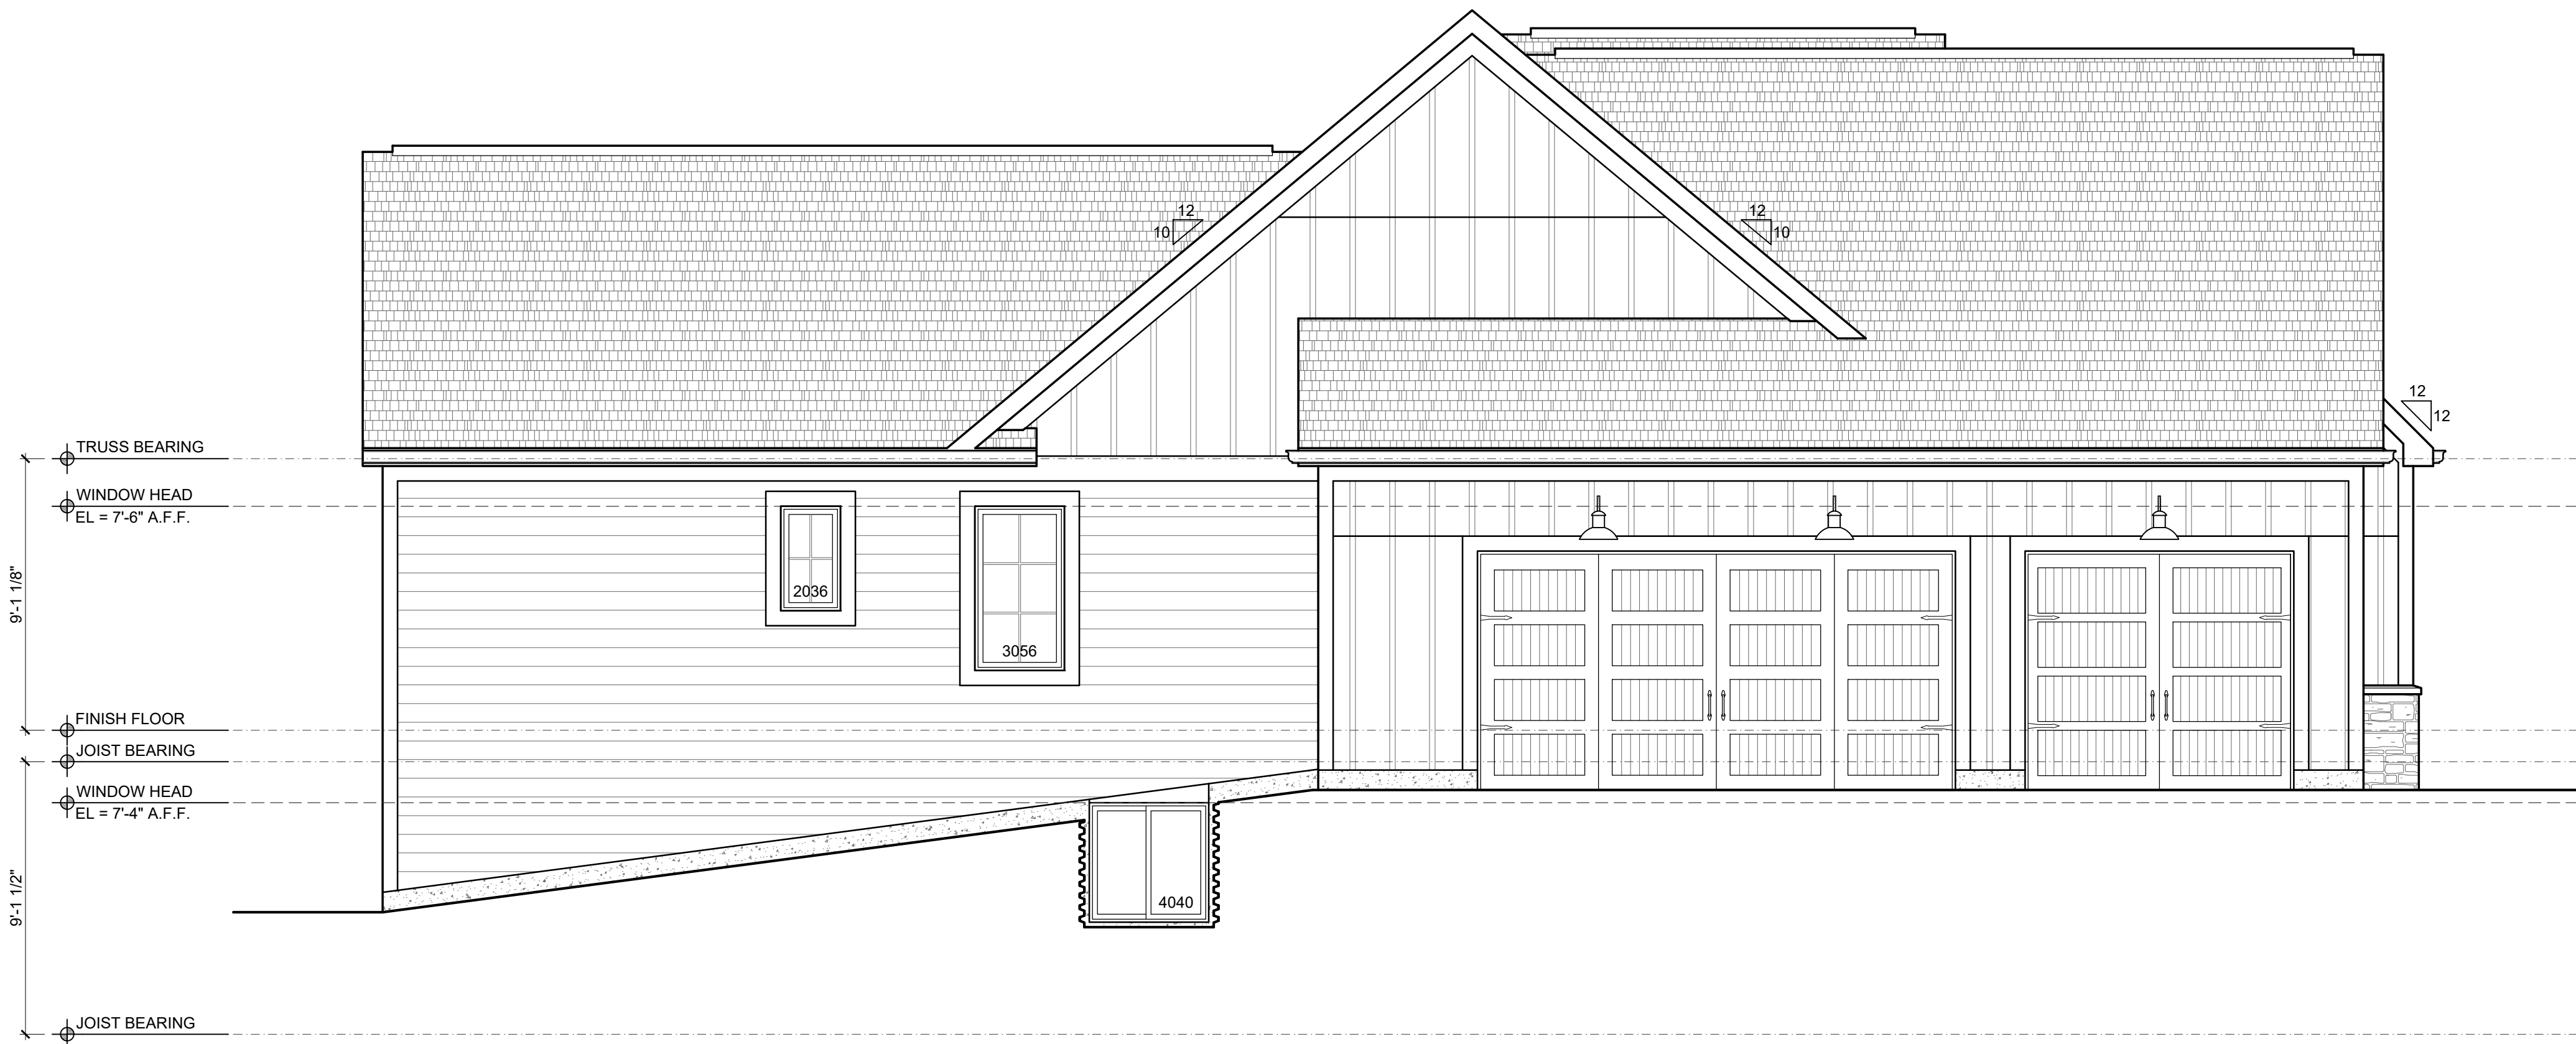 12
10
12
10
12
12
TRUSS BEARING
WINDOW HEAD
EL = 7'-6" A.F.F.
9'-1 1/8"
2036
3056
FINISH FLOOR
JOIST BEARING
WINDOW HEAD
EL = 7'-4" A.F.F.
9'-1 1/2"
4040
JOIST BEARING